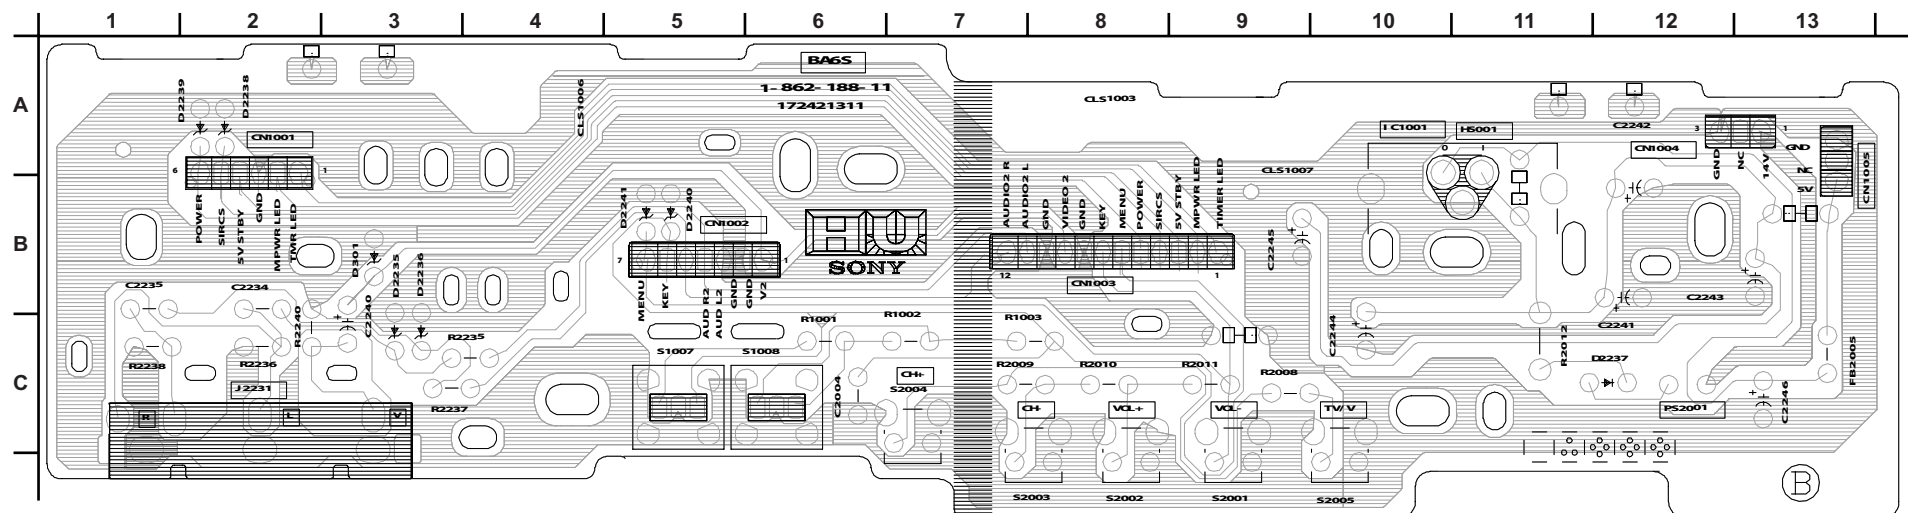 1 2 3 4 5 6 7 8 9 10 11 12 13
A
B
C
BA6S
1-862-188-11
172421311
D2239
D2238
CN1001
6
1
POWER
SIRCS
5V STBY
GND
MPWR LED
TMR LED
CLS1006
D2241
D2240
CN1002
7
1
MENU
KEY
AUD R2
AUD L2
GND
GND
V2
SONY
D301
D2235
D2236
C2235
C2234
R2240
C2240
R2235
R2238
R2236
J2231
R2237
R
L
V
S1007
S1008
R1001
R1002
C2004
CH+
S2004
CLS1003
AUDIO2 R
AUDIO2 L
GND
VIDEO 2
GND
KEY
MENU
POWER
SIRCS
5V STBY
MPWR LED
TIMER LED
12
1
CN1003
R1003
R2009
R2010
R2011
R2008
CH-
VOL+
VOL-
TV/V
S2003
S2002
S2001
S2005
CLS1007
C2245
C2244
IC1001
HS001
O
I
C2242
CN1004
3
1
GND
NC
14V
GND
NC
5V
CN1005
C2243
C2241
R2012
D2237
PS2001
C2246
FB2005
B